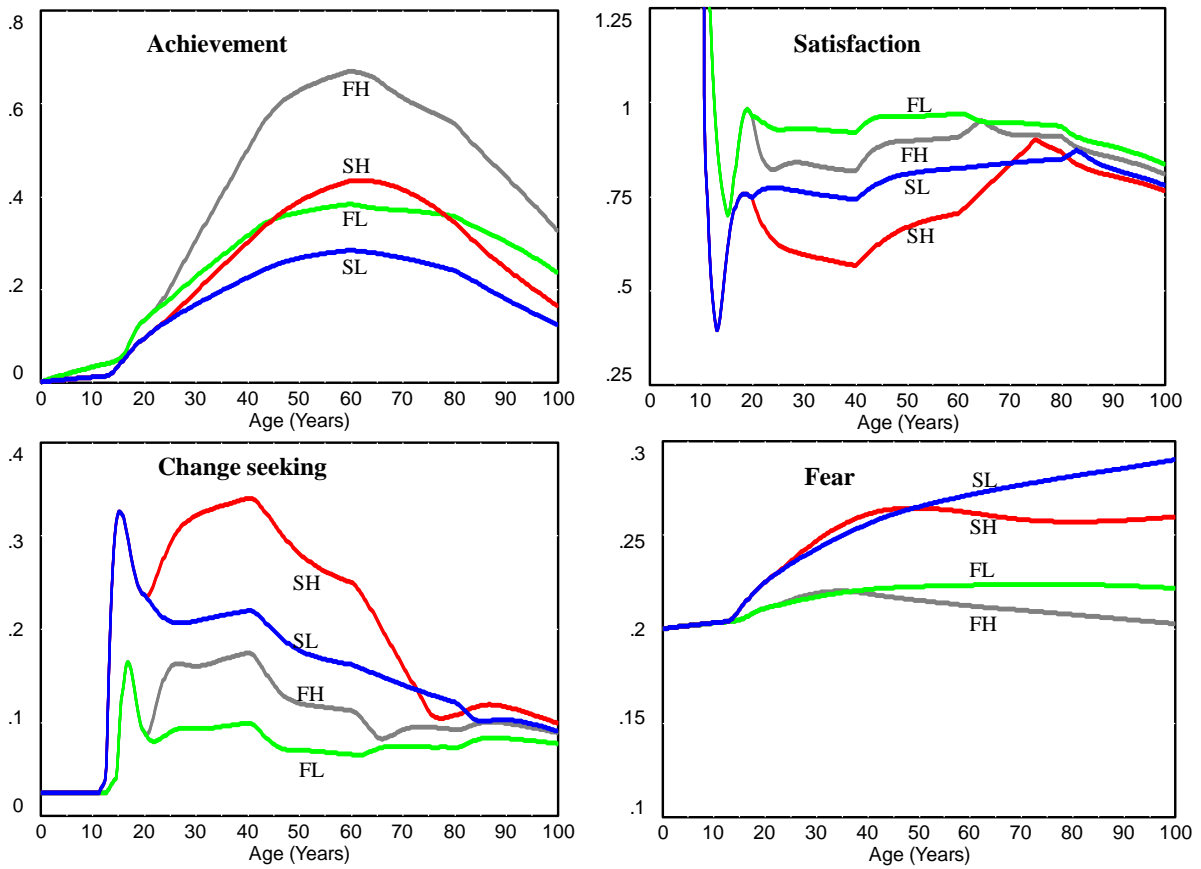 .8
Achievement
FH
.6
SH
.4
FL
SL
.2
0
0 10 20 30 40 50 60 70 80 90 100
Age (Years)
1.25
Satisfaction
1
FL
FH
SL
.75
SH
.5
.25
0 10 20 30 40 50 60 70 80 90 100
Age (Years)
.4
Change seeking
.3
SH
.2
SL
FH
.1
FL
0
0 10 20 30 40 50 60 70 80 90 100
Age (Years)
.3
Fear
SL
.25
SH
FL
.2
FH
.15
.1
0 10 20 30 40 50 60 70 80 90 100
Age (Years)